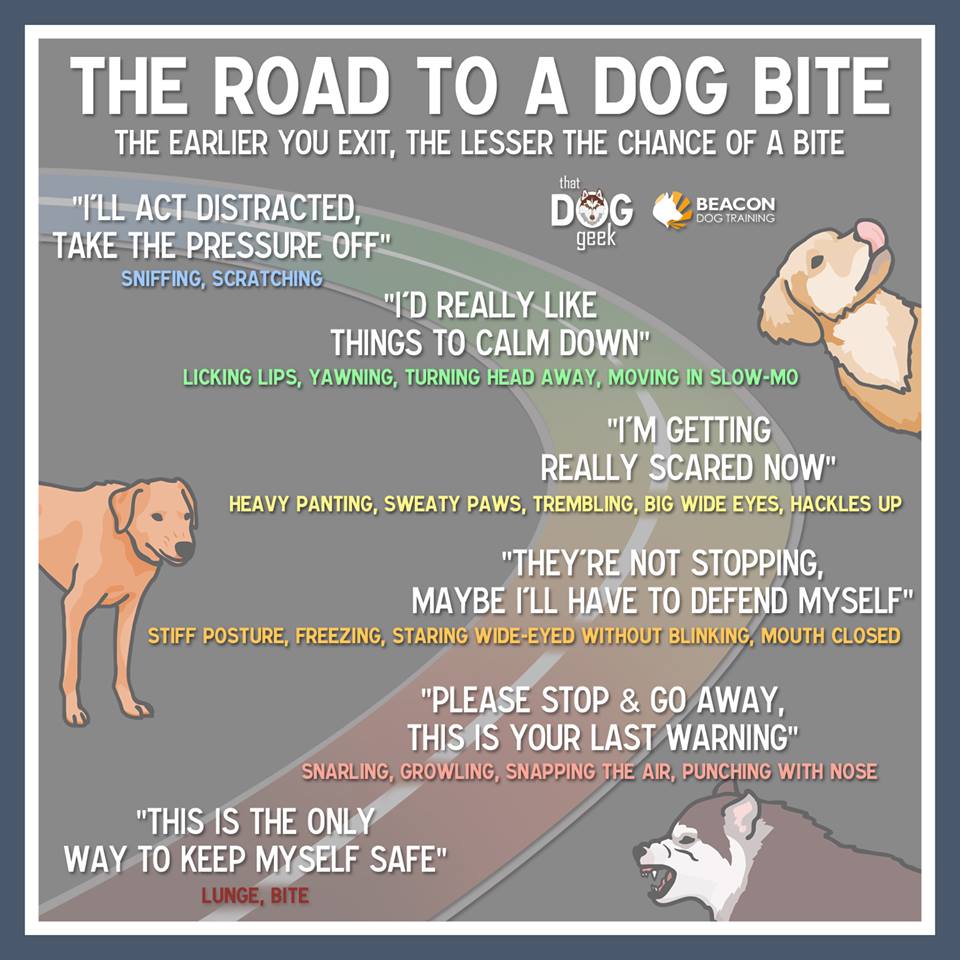 THE ROAD TO A DOG BITE
THE EARLIER YOU EXIT, THE LESSER THE CHANCE OF A BITE
that
DOG
geek
BEACON
DOG TRAINING
"I'LL ACT DISTRACTED,
TAKE THE PRESSURE OFF"
SNIFFING, SCRATCHING
"I'D REALLY LIKE
THINGS TO CALM DOWN"
LICKING LIPS, YAWNING, TURNING HEAD AWAY, MOVING IN SLOW-MO
"I'M GETTING
REALLY SCARED NOW"
HEAVY PANTING, SWEATY PAWS, TREMBLING, BIG WIDE EYES, HACKLES UP
"THEY'RE NOT STOPPING,
MAYBE I'LL HAVE TO DEFEND MYSELF"
STIFF POSTURE, FREEZING, STARING WIDE-EYED WITHOUT BLINKING, MOUTH CLOSED
"PLEASE STOP & GO AWAY,
THIS IS YOUR LAST WARNING"
SNARLING, GROWLING, SNAPPING THE AIR, PUNCHING WITH NOSE
"THIS IS THE ONLY
WAY TO KEEP MYSELF SAFE"
LUNGE, BITE